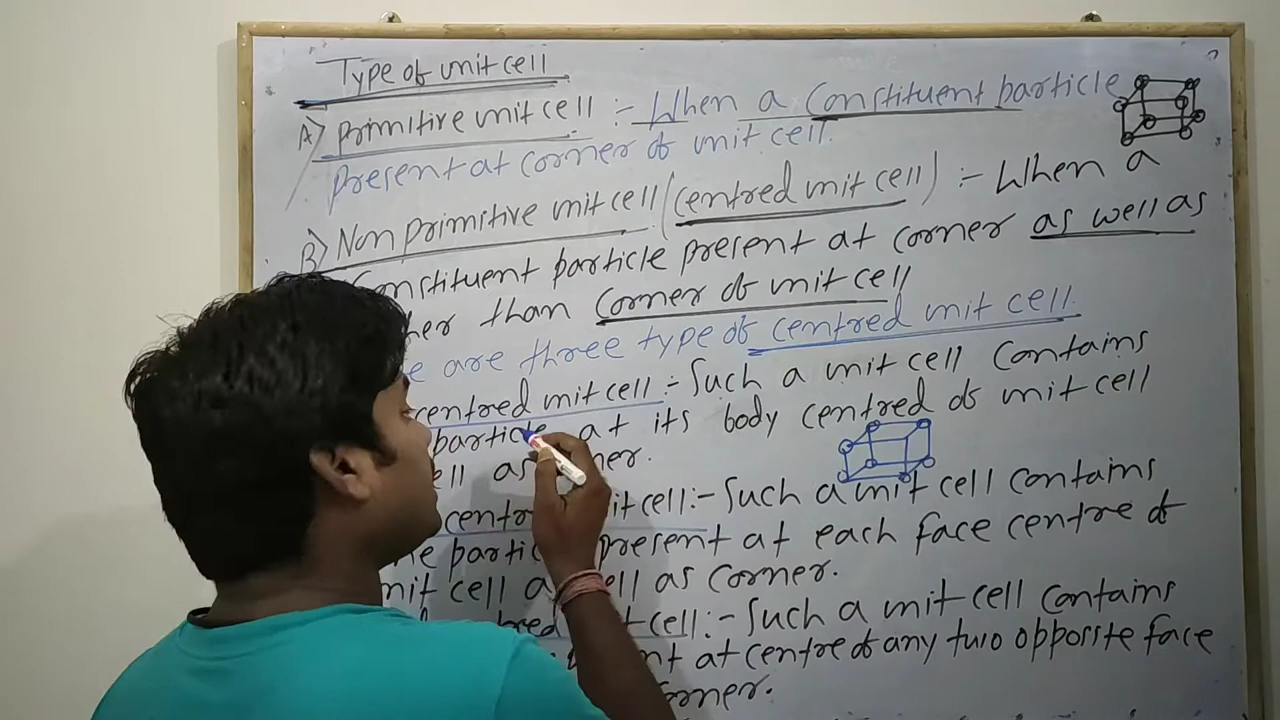 Type of unit cell
A) Primitive unit cell :- When a Constituent particle
present at corner of unit cell.
B) Non primitive unit cell (centred unit cell) :- When a
Constituent particle present at corner as well as
than corner of unit cell
are three type of centred unit cell.
centred unit cell :- Such a unit cell Contains
particle at its body centred of unit cell
as
centre unit cell :- Such a unit cell contains
present at each face centre of
unit cell as corner.
cell :- Such a unit cell Contains
at centre of any two opposite face
corner.